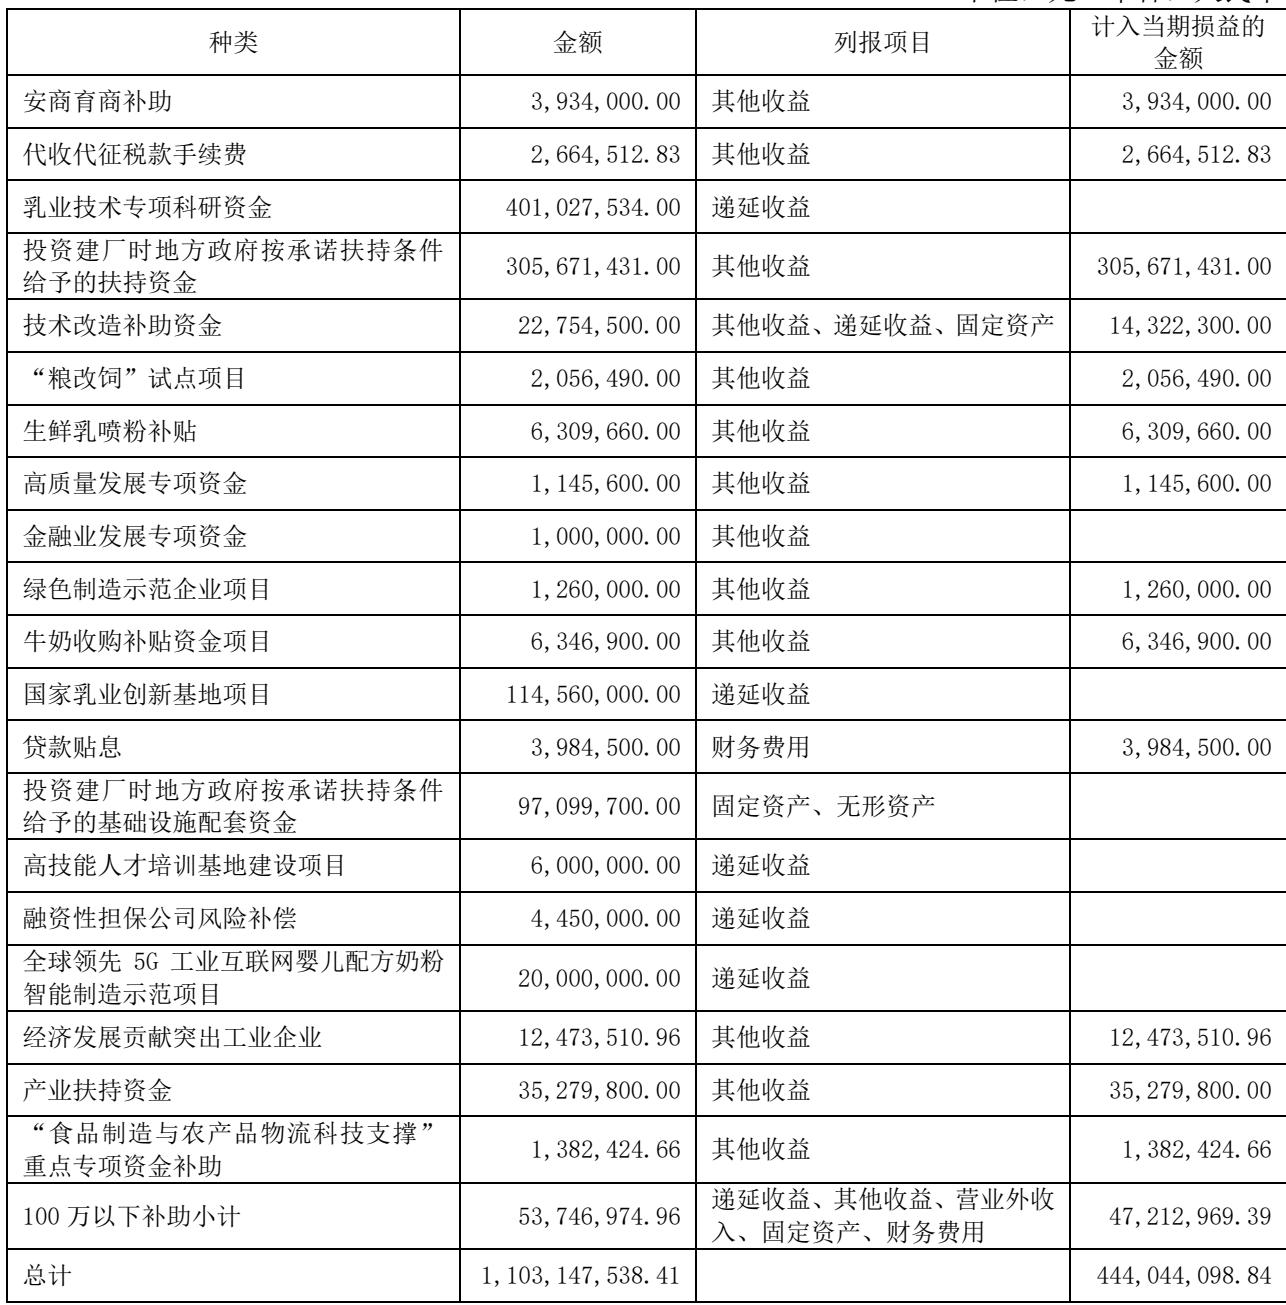 种类 金额 列报项目 计入当期损益的
金额
安商育商补助 3,934,000.00 其他收益 3,934,000.00
代收代征税款手续费 2,664,512.83 其他收益 2,664,512.83
乳业技术专项科研资金 401,027,534.00 递延收益
投资建厂时地方政府按承诺扶持条件
给予的扶持资金 305,671,431.00 其他收益 305,671,431.00
技术改造补助资金 22,754,500.00 其他收益、递延收益、固定资产 14,322,300.00
“粮改饲”试点项目 2,056,490.00 其他收益 2,056,490.00
生鲜乳喷粉补贴 6,309,660.00 其他收益 6,309,660.00
高质量发展专项资金 1,145,600.00 其他收益 1,145,600.00
金融业发展专项资金 1,000,000.00 其他收益
绿色制造示范企业项目 1,260,000.00 其他收益 1,260,000.00
牛奶收购补贴资金项目 6,346,900.00 其他收益 6,346,900.00
国家乳业创新基地项目 114,560,000.00 递延收益
贷款贴息 3,984,500.00 财务费用 3,984,500.00
投资建厂时地方政府按承诺扶持条件
给予的基础设施配套资金 97,099,700.00 固定资产、无形资产
高技能人才培训基地建设项目 6,000,000.00 递延收益
融资性担保公司风险补偿 4,450,000.00 递延收益
全球领先 5G 工业互联网婴儿配方奶粉
智能制造示范项目 20,000,000.00 递延收益
经济发展贡献突出工业企业 12,473,510.96 其他收益 12,473,510.96
产业扶持资金 35,279,800.00 其他收益 35,279,800.00
“食品制造与农产品物流科技支撑”
重点专项资金补助 1,382,424.66 其他收益 1,382,424.66
100 万以下补助小计 53,746,974.96 递延收益、其他收益、营业外收
入、固定资产、财务费用 47,212,969.39
总计 1,103,147,538.41 444,044,098.84